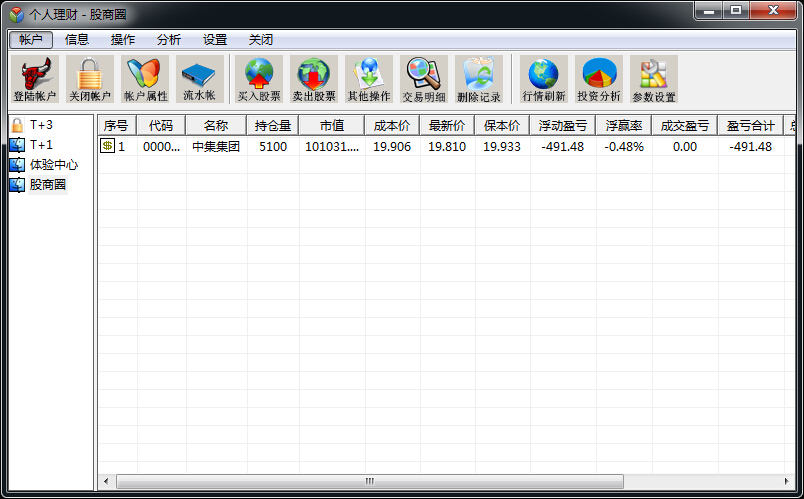 个人理财 - 股商圈
帐户 信息 操作 分析 设置 关闭
登陆帐户 关闭帐户 帐户属性 流水帐 买入股票 卖出股票 其他操作 交易明细 删除记录 行情刷新 投资分析 参数设置
T+3
T+1
体验中心
股商圈
序号 代码 名称 持仓量 市值 成本价 最新价 保本价 浮动盈亏 浮赢率 成交盈亏 盈亏合计
1 0000... 中集集团 5100 101031.... 19.906 19.810 19.933 -491.48 -0.48% 0.00 -491.48